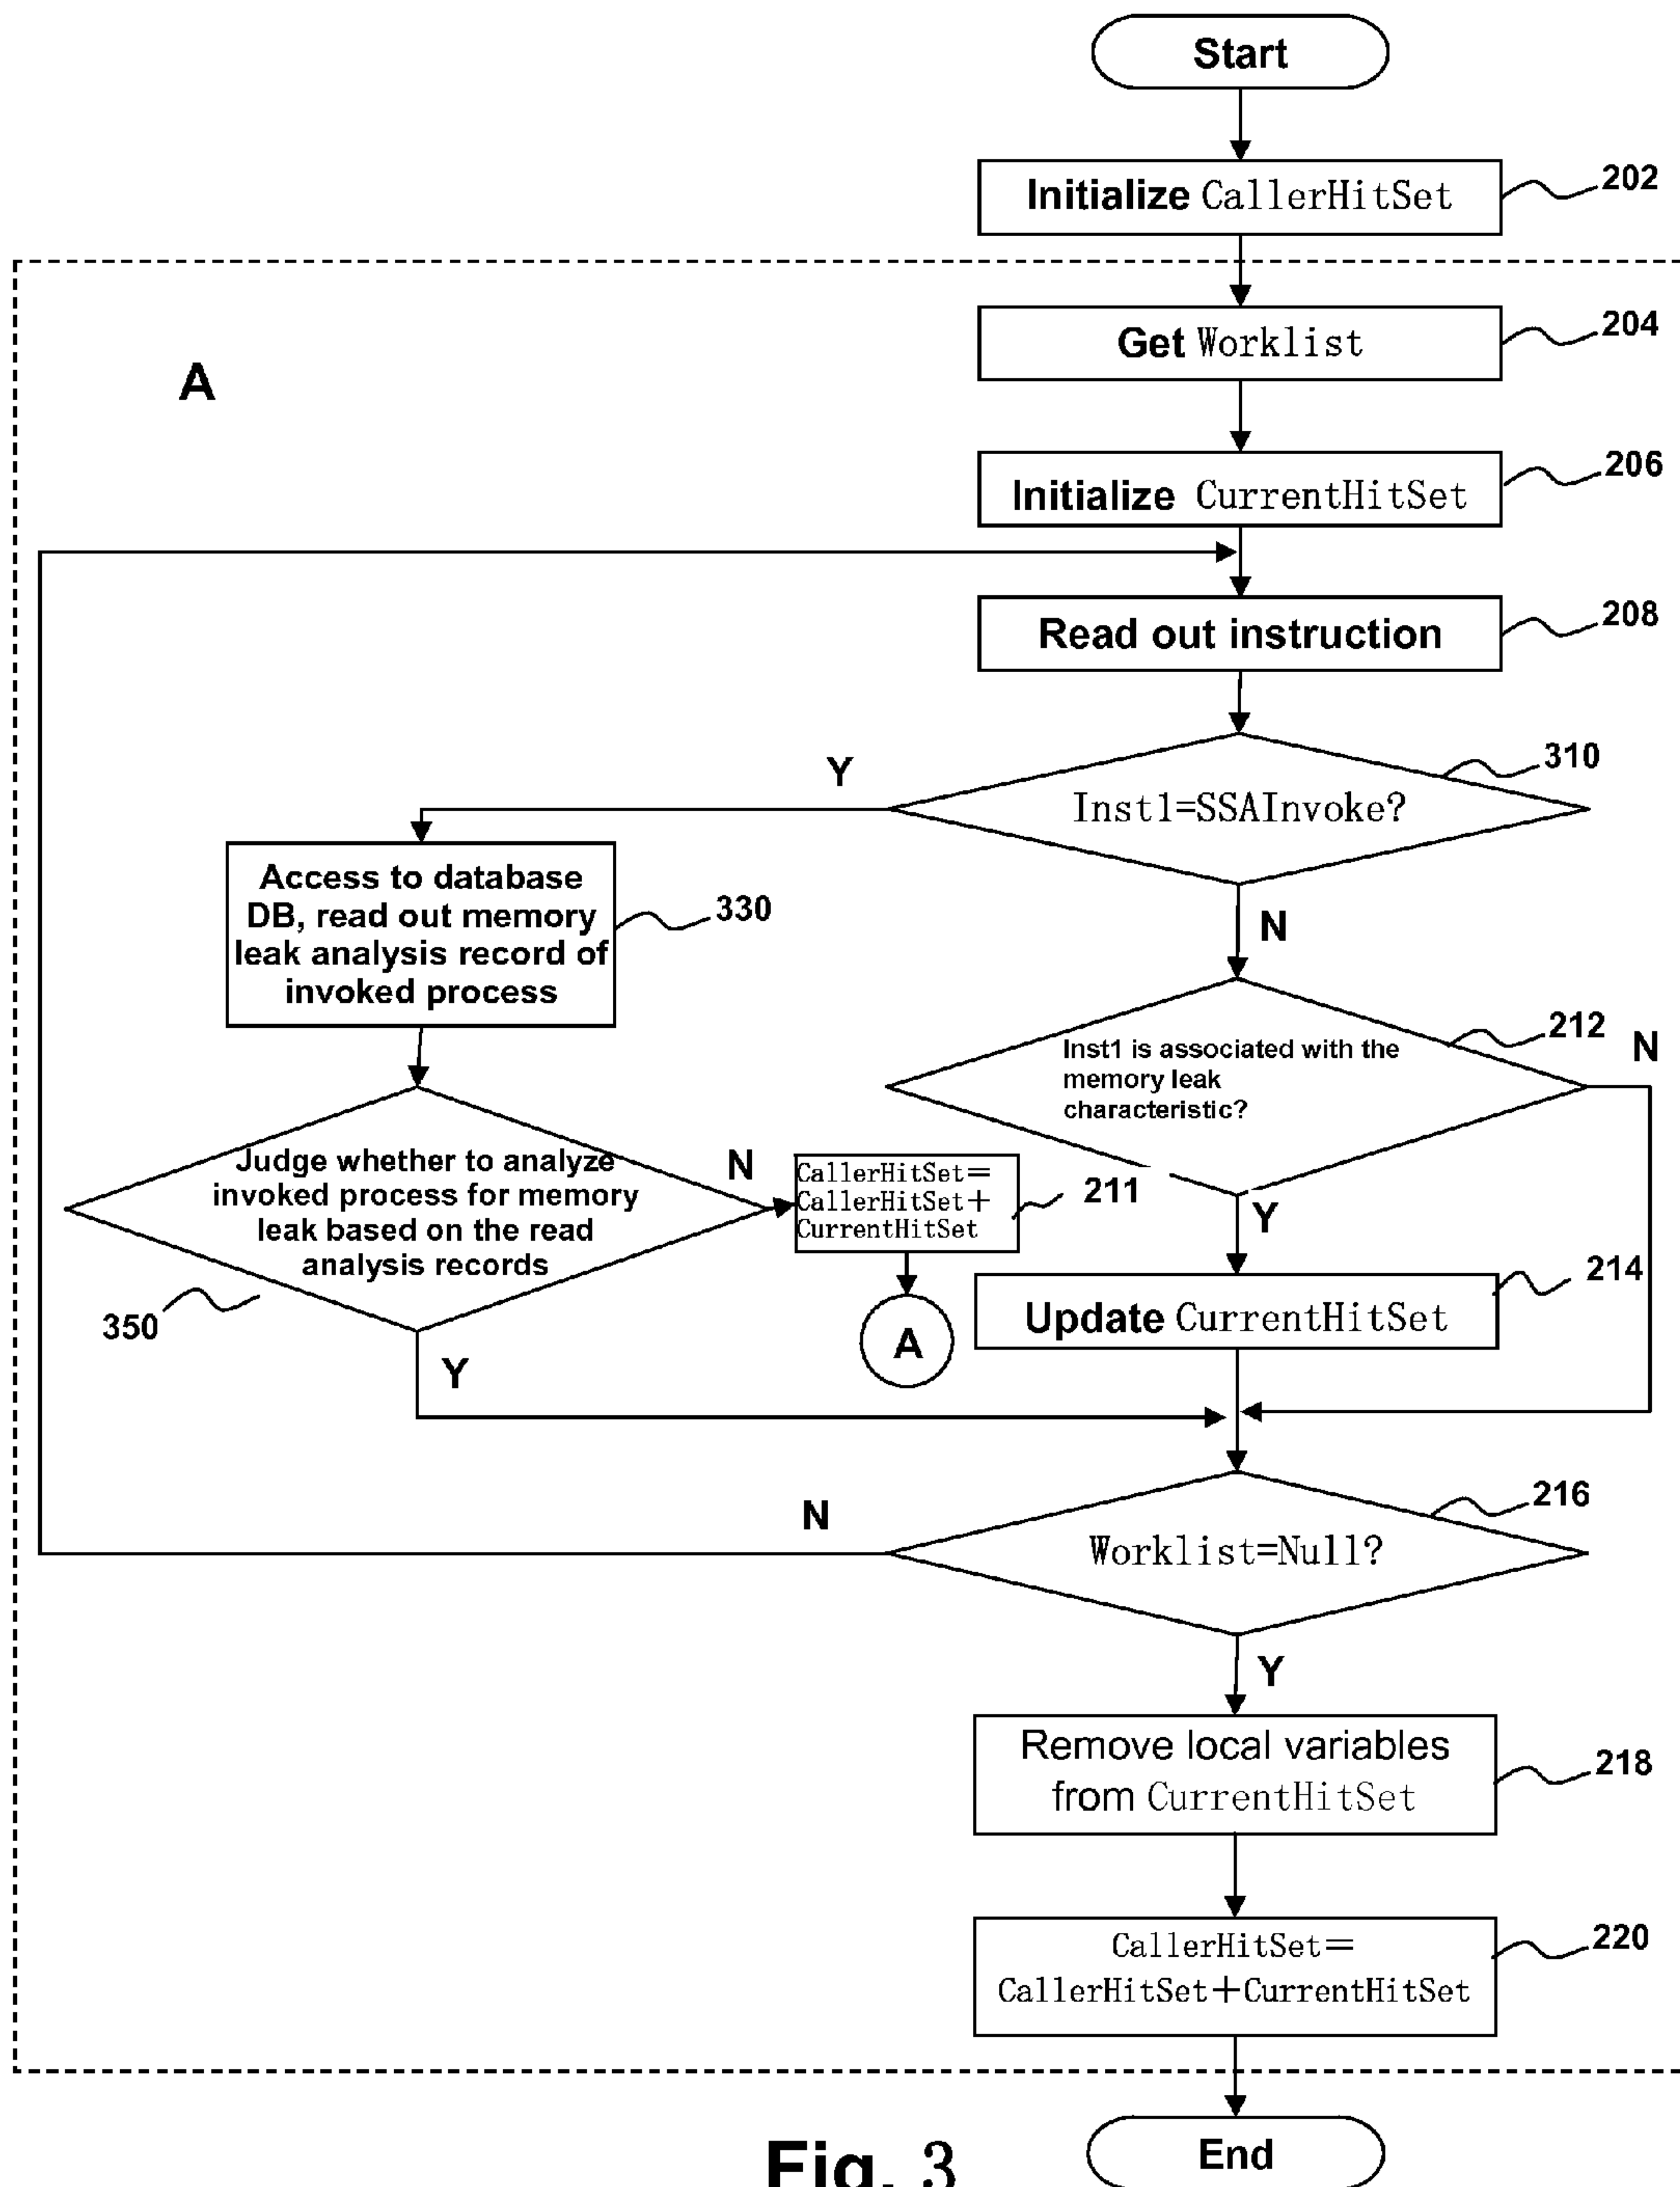 Start
Initialize CallerHitSet
202
A
Get Worklist
204
Initialize CurrentHitSet
206
Read out instruction
208
Inst1=SSAInvoke?
310
Y
N
Access to database
DB, read out memory
leak analysis record of
invoked process
330
Inst1 is associated with the
memory leak
characteristic?
212
N
Y
Judge whether to analyze
invoked process for memory
leak based on the read
analysis records
350
N
Y
CallerHitSet=
CallerHitSet+
CurrentHitSet
211
A
Update CurrentHitSet
214
Worklist=Null?
216
N
Y
Remove local variables
from CurrentHitSet
218
CallerHitSet=
CallerHitSet+CurrentHitSet
220
End
Fig. 3